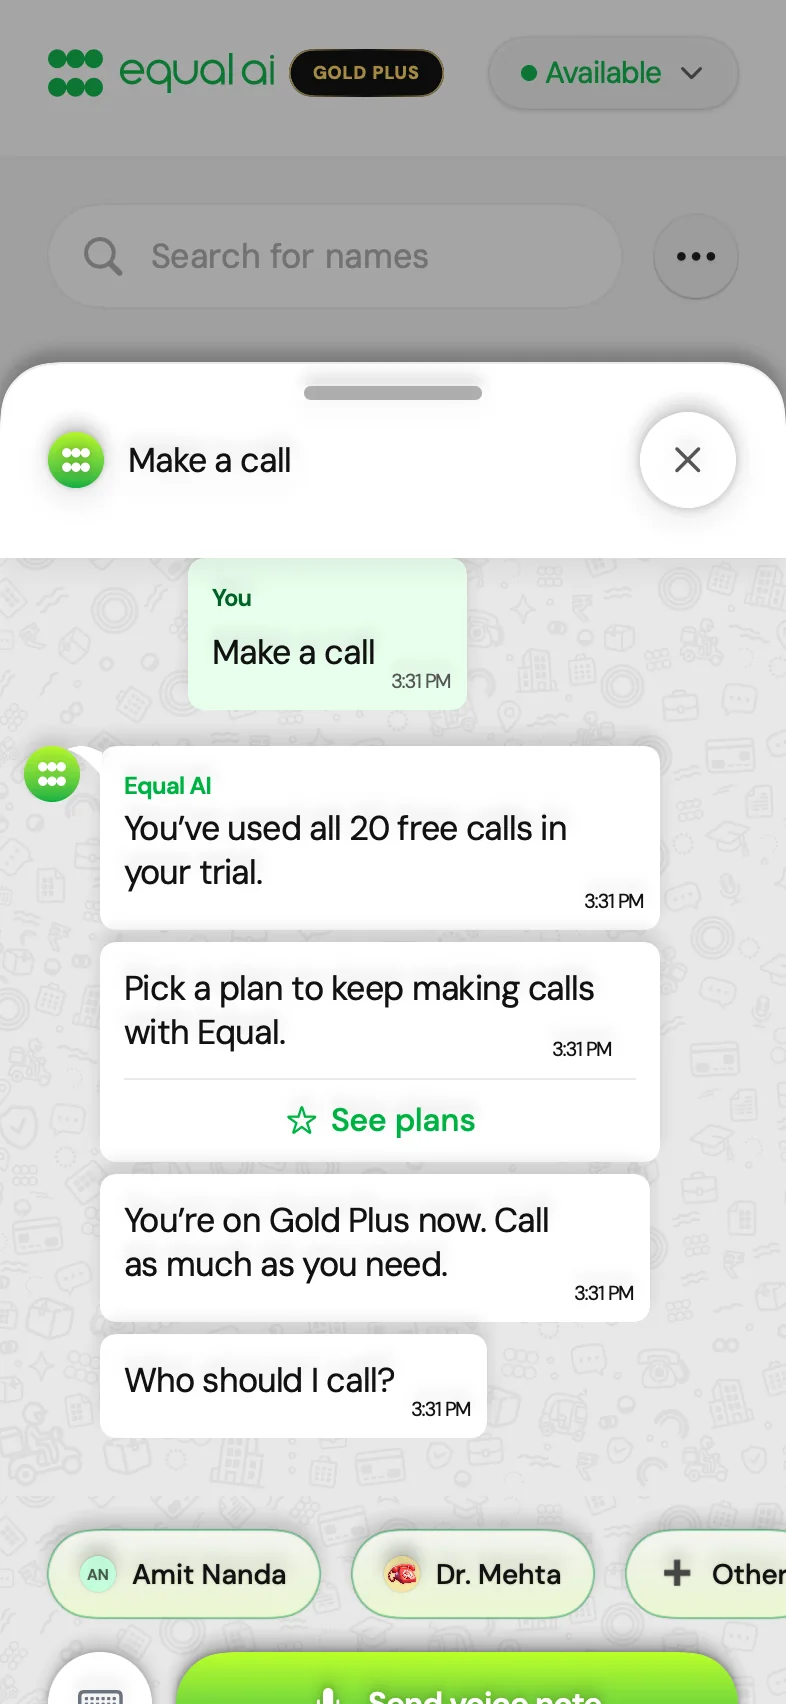 equal ai GOLD PLUS Available
Search for names
Make a call
You
Make a call
3:31 PM
Equal AI
You’ve used all 20 free calls in
your trial.
3:31 PM
Pick a plan to keep making calls
with Equal.
3:31 PM
See plans
You’re on Gold Plus now. Call
as much as you need.
3:31 PM
Who should I call?
3:31 PM
AN Amit Nanda Dr. Mehta Other
Send voice note